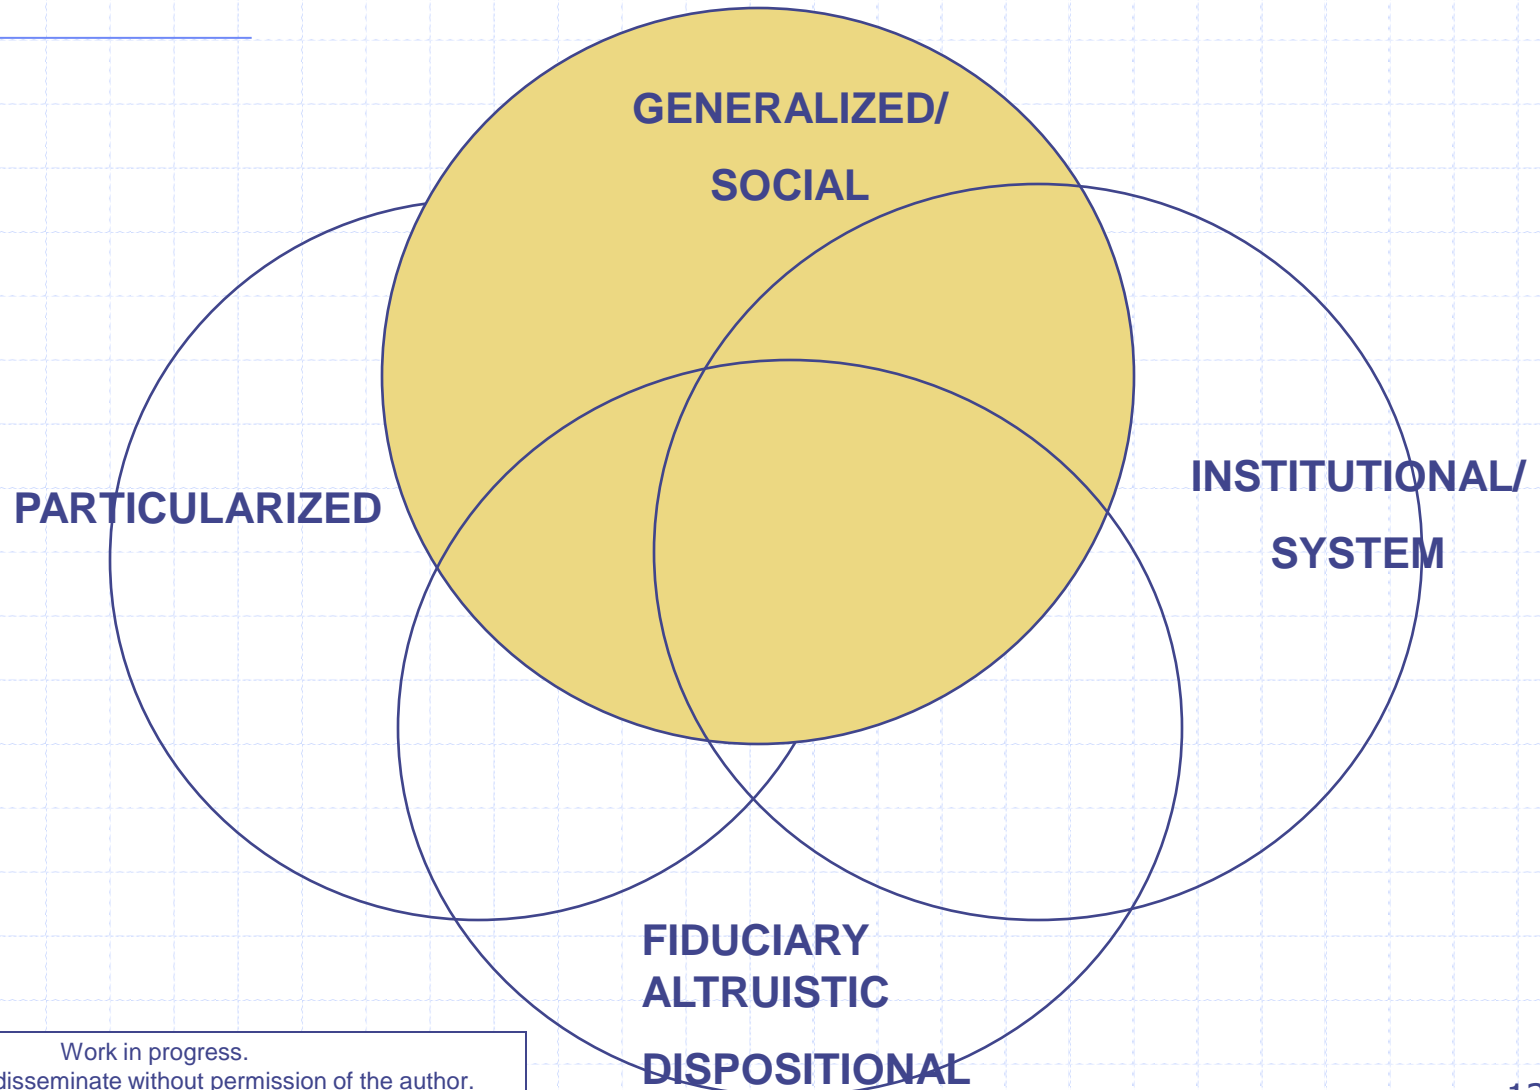 GENERALIZED/
SOCIAL
PARTICULARIZED
INSTITUTIONAL/
SYSTEM
FIDUCIARY
ALTRUISTIC
DISPOSITIONAL
Work in progress.
disseminate without permission of the author.